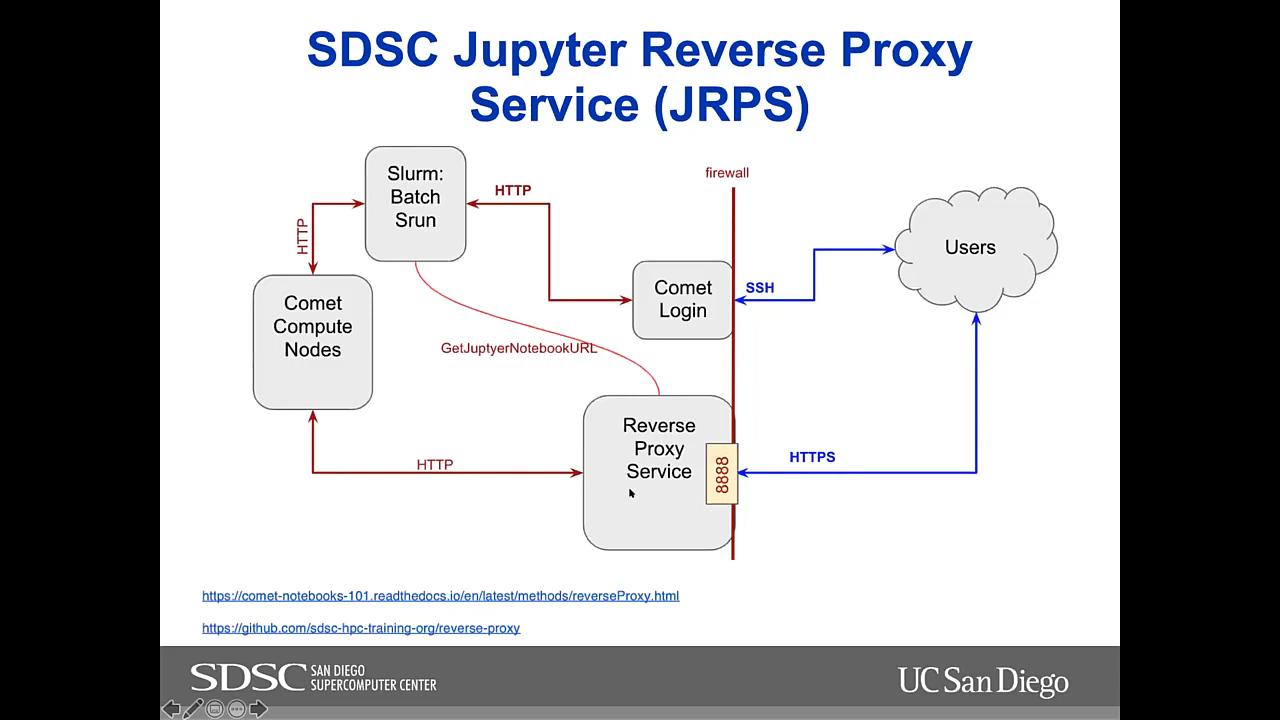 SDSC Jupyter Reverse Proxy
Service (JRPS)
Slurm:
Batch
Srun
HTTP
firewall
HTTP
Users
Comet
Compute
Nodes
Comet
Login
SSH
GetJuptyerNotebookURL
Reverse
Proxy
Service
8888
HTTP
HTTPS
https://comet-notebooks-101.readthedocs.io/en/latest/methods/reverseProxy.html
https://github.com/sdsc-hpc-training-org/reverse-proxy
SDSC SAN DIEGO
SUPERCOMPUTER CENTER
UC San Diego